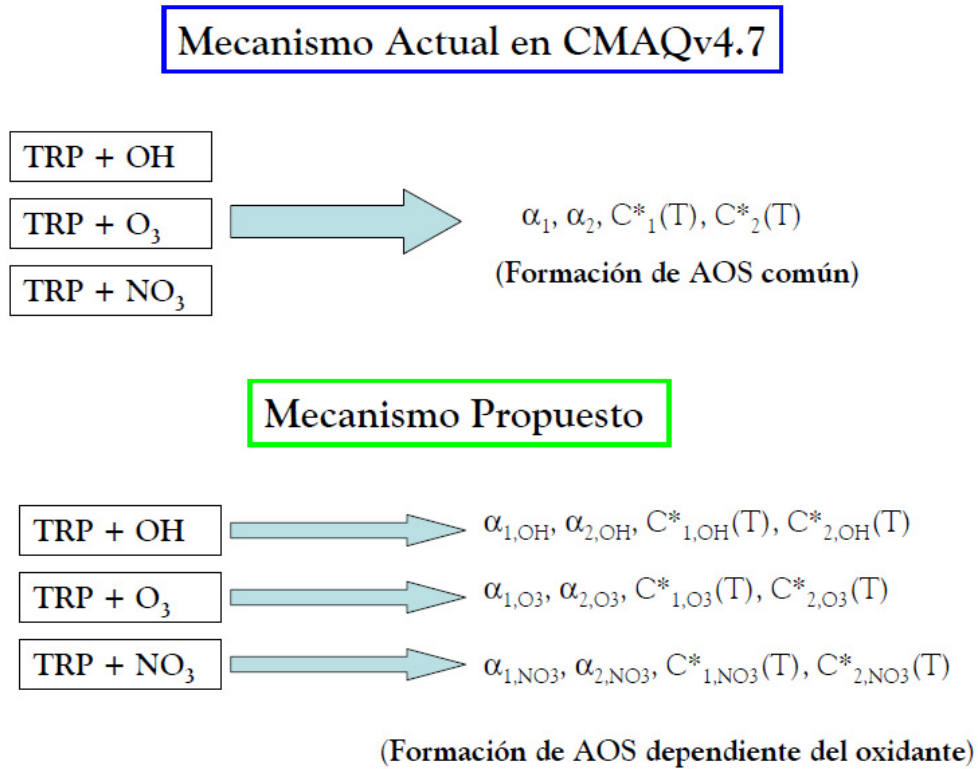 Mecanismo Actual en CMAQv4.7
TRP + OH
TRP + O₃
TRP + NO₃
α₁, α₂, C*₁(T), C*₂(T)
(Formación de AOS común)
Mecanismo Propuesto
TRP + OH
α1,OH, α2,OH, C*1,OH(T), C*2,OH(T)
TRP + O₃
α1,O3, α2,O3, C*1,O3(T), C*2,O3(T)
TRP + NO₃
α1,NO3, α2,NO3, C*1,NO3(T), C*2,NO3(T)
(Formación de AOS dependiente del oxidante)